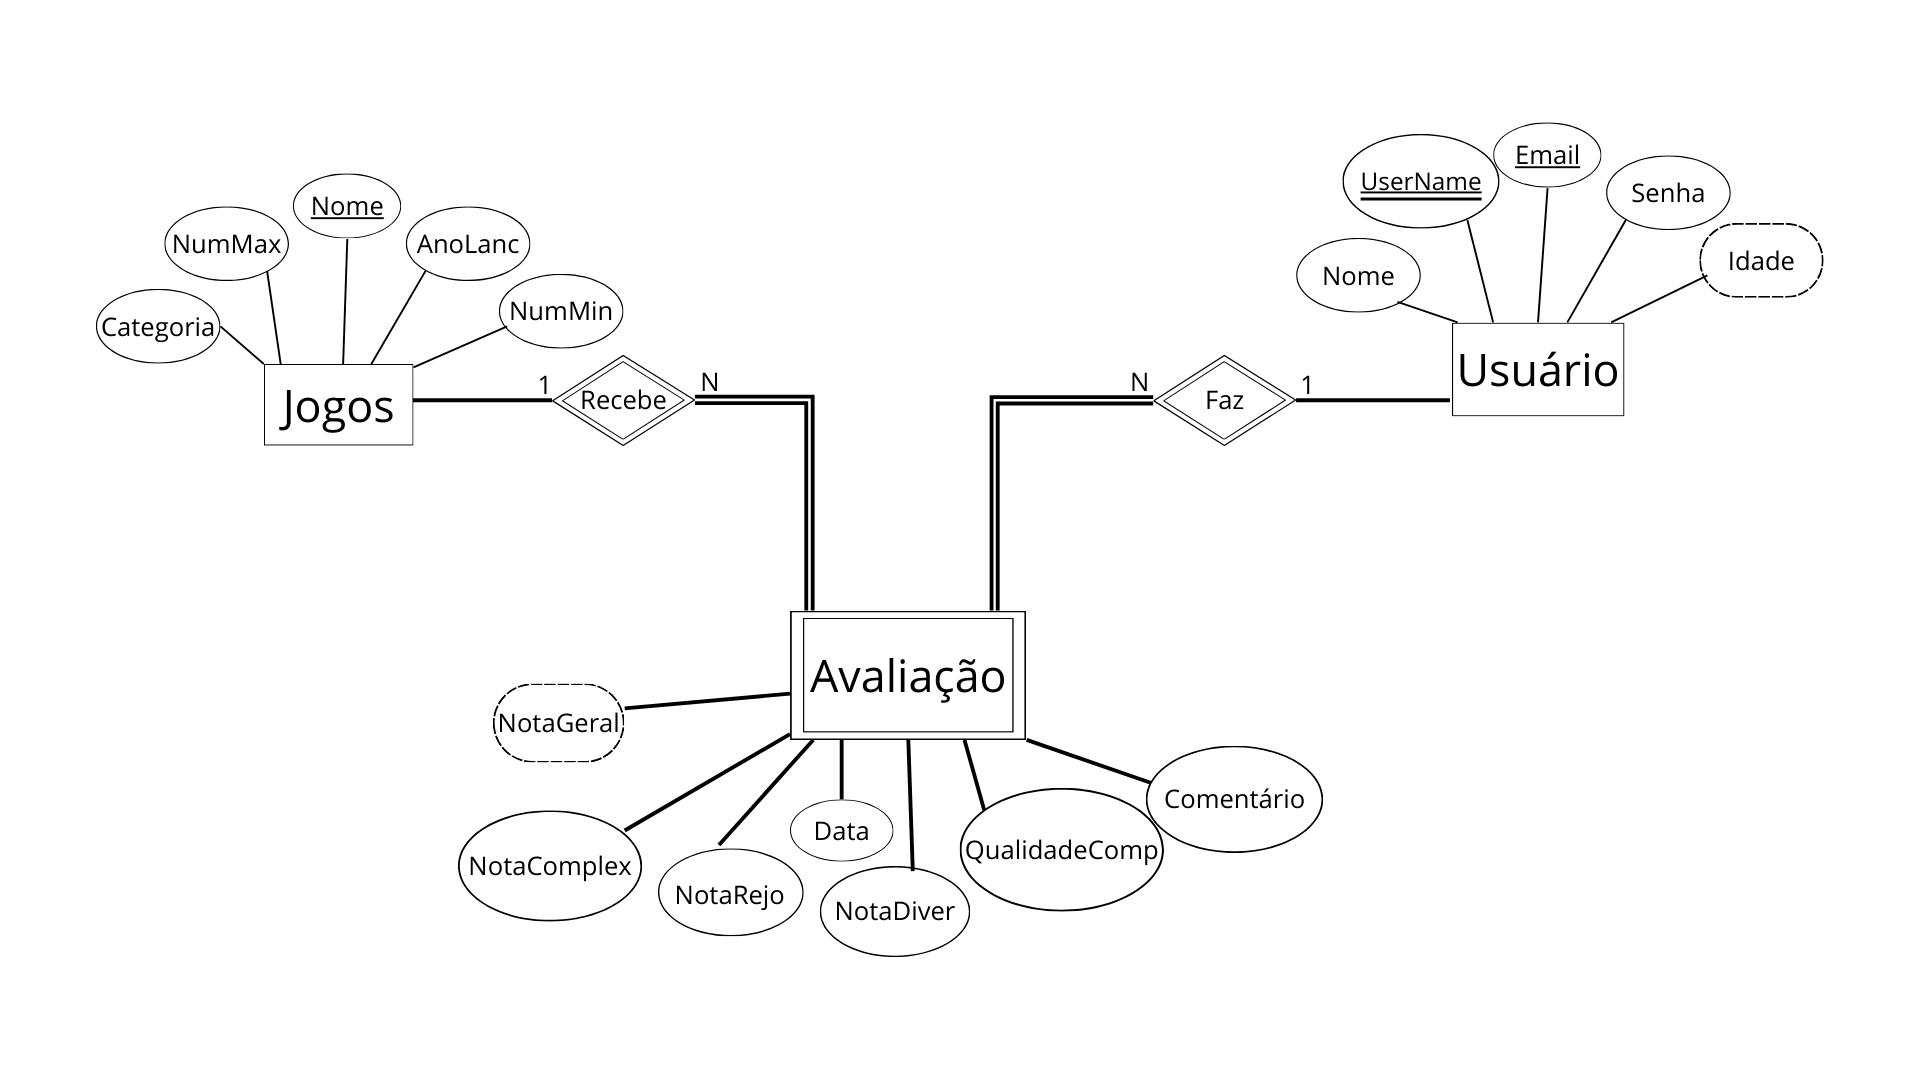 Email
UserName
Senha
Nome
NumMax
AnoLanc
Idade
Nome
NumMin
Categoria
Usuário
Jogos
1
Recebe
N
N
Faz
1
Avaliação
NotaGeral
Comentário
Data
QualidadeComp
NotaComplex
NotaRejo
NotaDiver